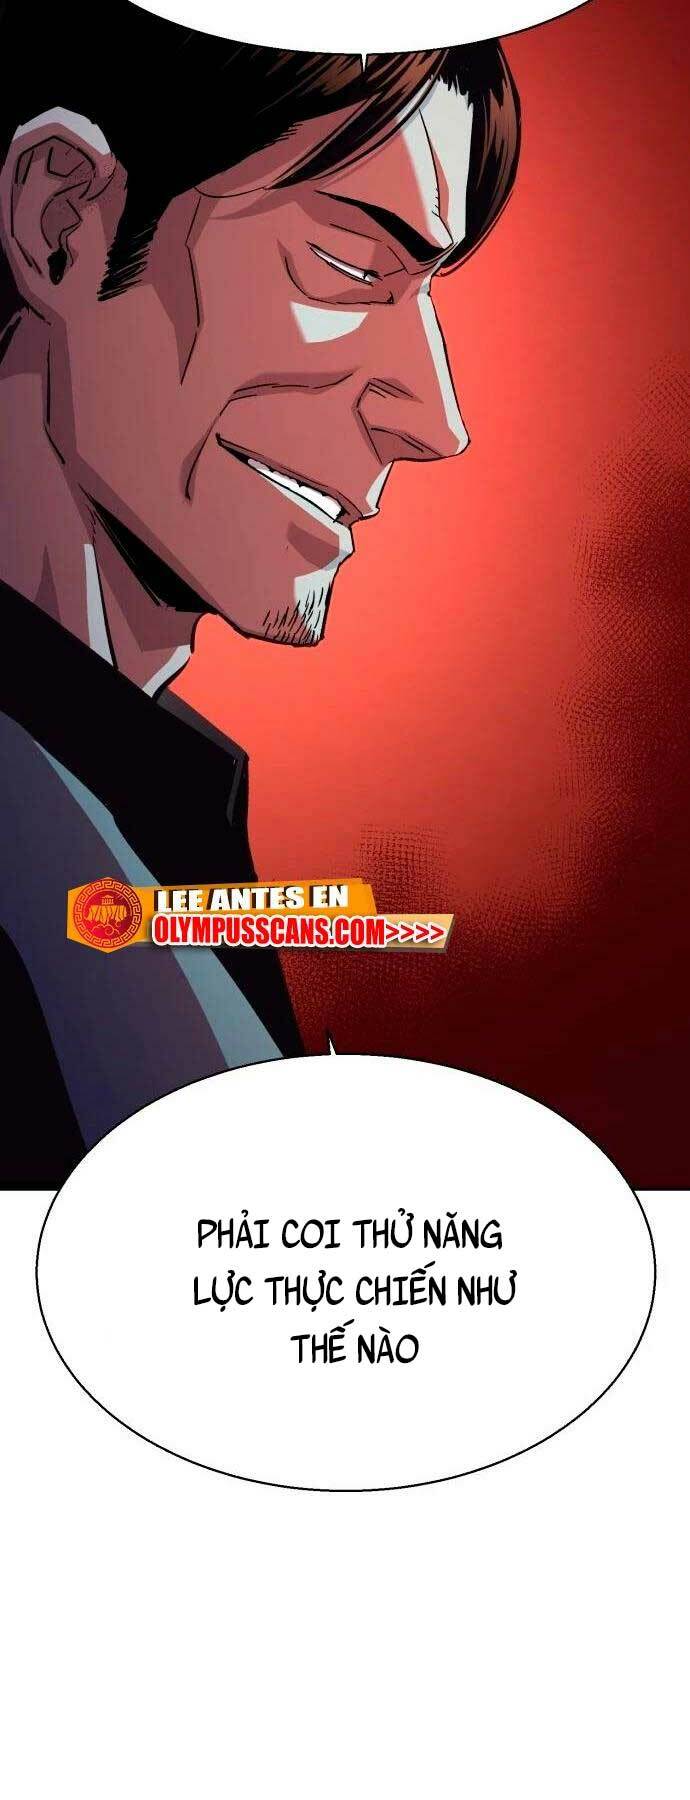 LEE ANTES EN
OLYMPUSSCANS.COM>>>>
PHẢI COI THỬ NĂNG
LỰC THỰC CHIẾN NHƯ
THẾ NÀO